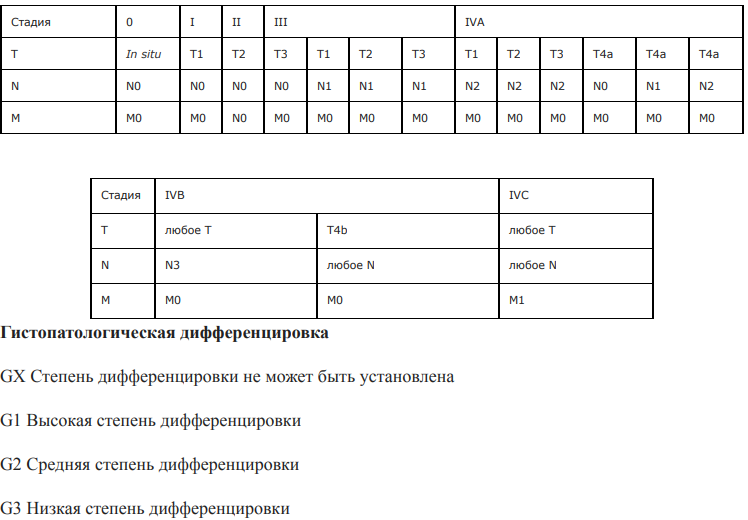 Стадия 0 I II III IVA
T In situ T1 T2 T3 T1 T2 T3 T1 T2 T3 T4a T4a T4a
N N0 N0 N0 N0 N1 N1 N1 N2 N2 N2 N0 N1 N2
M M0 M0 N0 M0 M0 M0 M0 M0 M0 M0 M0 M0 M0
Стадия IVB IVC
T любое T T4b любое T
N N3 любое N любое N
M M0 M0 M1
Гистопатологическая дифференцировка
GX Степень дифференцировки не может быть установлена
G1 Высокая степень дифференцировки
G2 Средняя степень дифференцировки
G3 Низкая степень дифференцировки